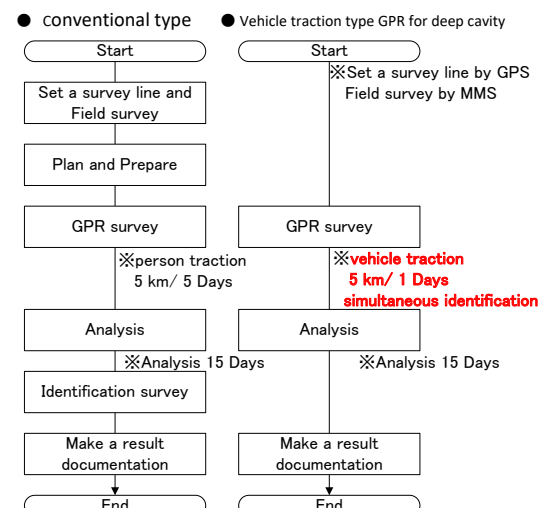 ● conventional type
Start
Set a survey line and
Field survey
Plan and Prepare
GPR survey
※person traction
5 km/ 5 Days
Analysis
※Analysis 15 Days
Identification survey
Make a result
documentation
End
● Vehicle traction type GPR for deep cavity
Start
※Set a survey line by GPS
Field survey by MMS
GPR survey
※vehicle traction
5 km/ 1 Days
simultaneous identification
Analysis
※Analysis 15 Days
Make a result
documentation
End